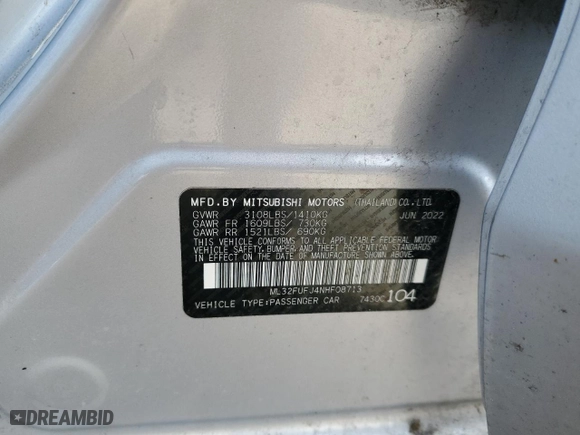 MFD.BY MITSUBISHI MOTORS (THAILAND) CO., LTD.
GVWR 3108LBS/1410KG JUN 2022
GAWR FR 1609LBS/ 730KG
GAWR RR 1521LBS/ 690KG
THIS VEHICLE CONFORMS TO ALL APPLICABLE FEDERAL MOTOR
VEHICLE SAFETY, BUMPER, AND THEFT PREVENTION STANDARDS
IN EFFECT ON THE DATE OF MANUFACTURE SHOWN ABOVE.
ML32FUFJ4NHF08713
VEHICLE TYPE:PASSENGER CAR 7430C 104
DREAMBID